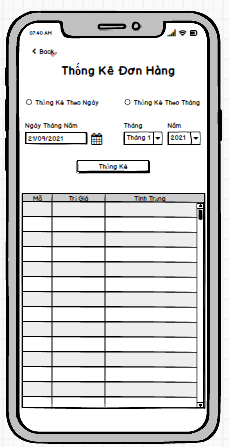 07:40 AM
Back
Thống Kê Đơn Hàng
Thống Kê Theo Ngày
Thống Kê Theo Tháng
Ngày Tháng Năm
Tháng
Năm
21/09/2021
Tháng 1
2021
Thống Kê
Mã
Trị Giá
Tình Trạng